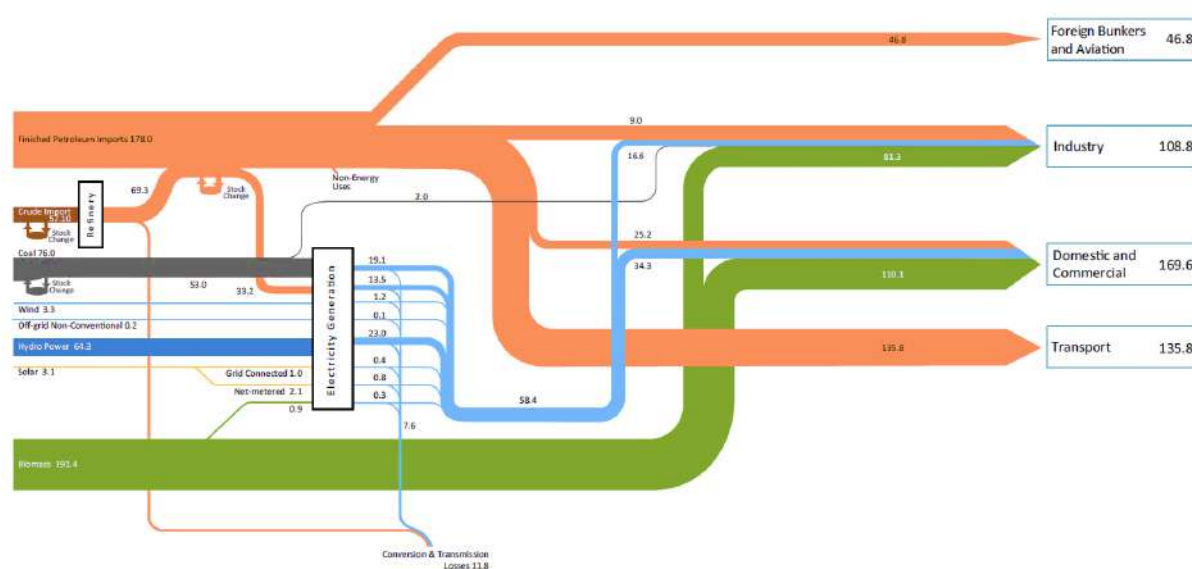 Foreign Bunkers
and Aviation
46.8
46.8
Finished Petroleum Imports 178.0
9.0
16.6
Industry
108.8
81.3
Non-Energy
Uses
Stock
Change
69.3
Refinery
Crude Import
57.10
Stock
Change
2.0
Coal 76.0
25.2
34.3
Domestic and
Commercial
169.6
110.1
53.0
33.2
Stock
Change
Electricity Generation
19.1
13.5
1.2
0.1
23.0
0.4
0.8
0.3
Wind 3.3
Off-grid Non-Conventional 0.2
Hydro Power 64.3
Solar 3.1
Grid Connected 1.0
Net-metered 2.1
0.9
135.8
Transport
135.8
58.4
7.6
Biomass 191.4
Conversion & Transmission
Losses 11.8